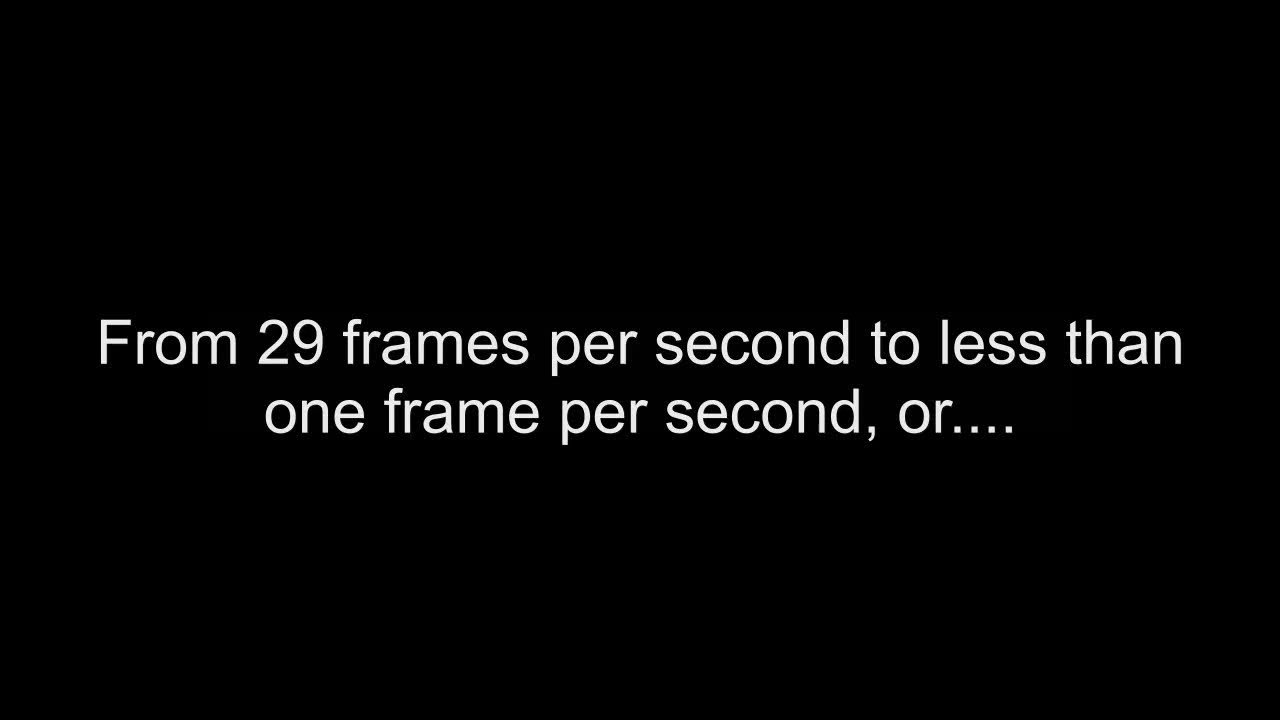 From 29 frames per second to less than
one frame per second, or....